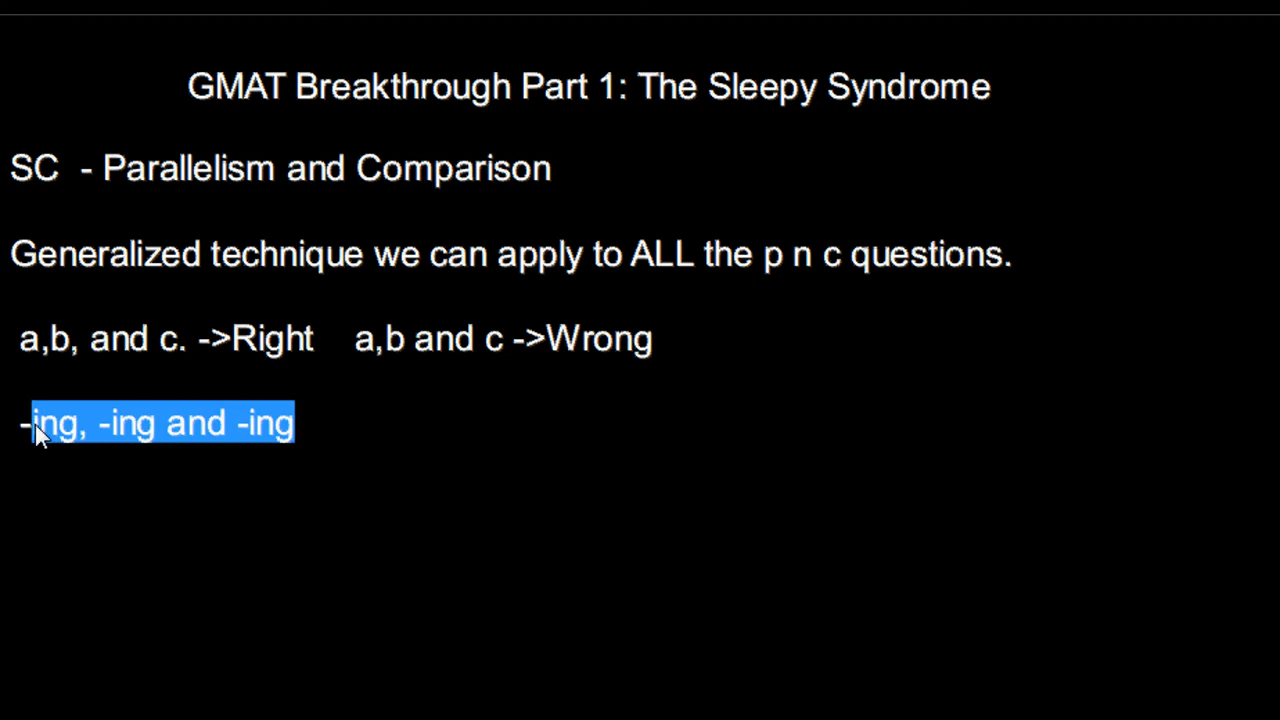 GMAT Breakthrough Part 1: The Sleepy Syndrome
SC - Parallelism and Comparison
Generalized technique we can apply to ALL the p n c questions.
a,b, and c. ->Right a,b and c ->Wrong
-ing, -ing and -ing